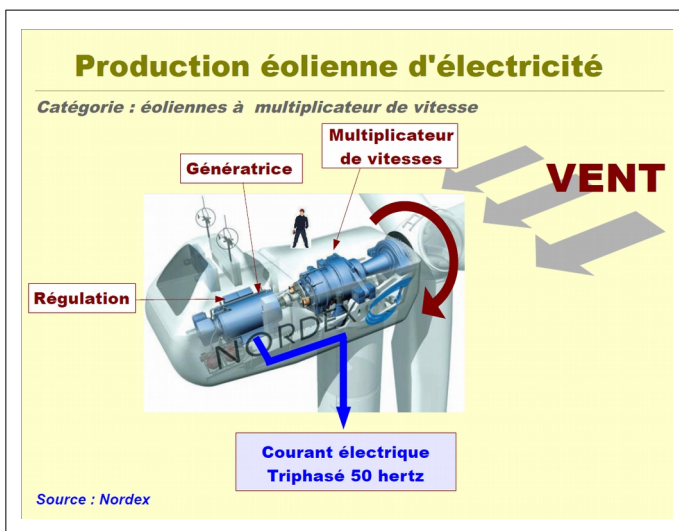 Production éolienne d'électricité
Catégorie : éoliennes à multiplicateur de vitesse
Multiplicateur
de vitesses
VENT
Génératrice
Régulation
NORDEX
Courant électrique
Triphasé 50 hertz
Source : Nordex